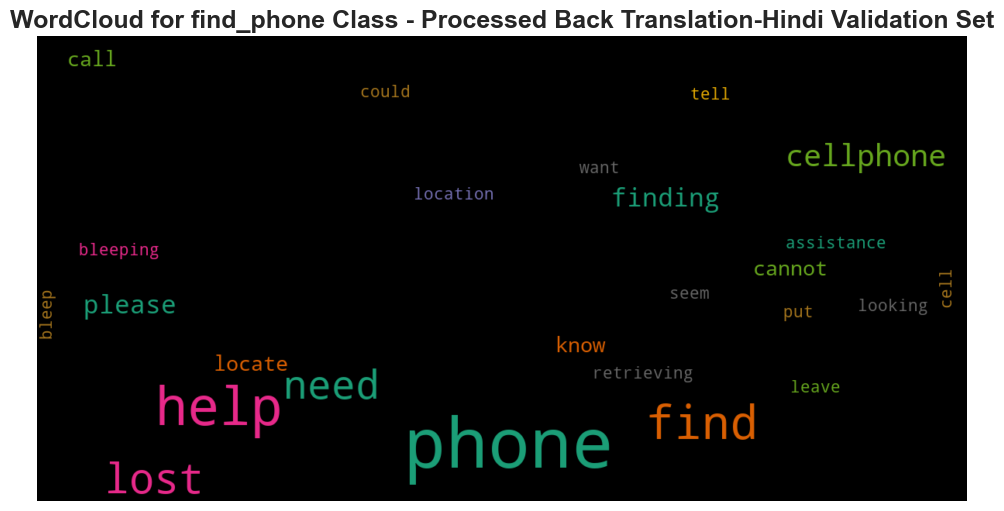 WordCloud for find_phone Class - Processed Back Translation-Hindi Validation Set
call
could
tell
cellphone
want
location
finding
bleeping
assistance
cannot
bleep
please
seem
cell
put
looking
know
locate
retrieving
need
leave
help
find
phone
lost